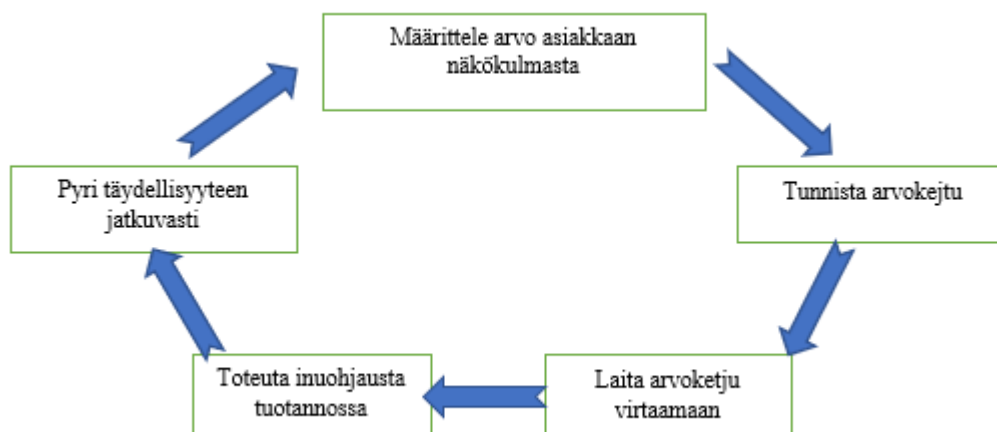 Määrittele arvo asiakkaan
näkökulmasta
Tunnista arvokejtu
Laita arvoketju
virtaamaan
Toteuta inuohjausta
tuotannossa
Pyri täydellisyyteen
jatkuvasti